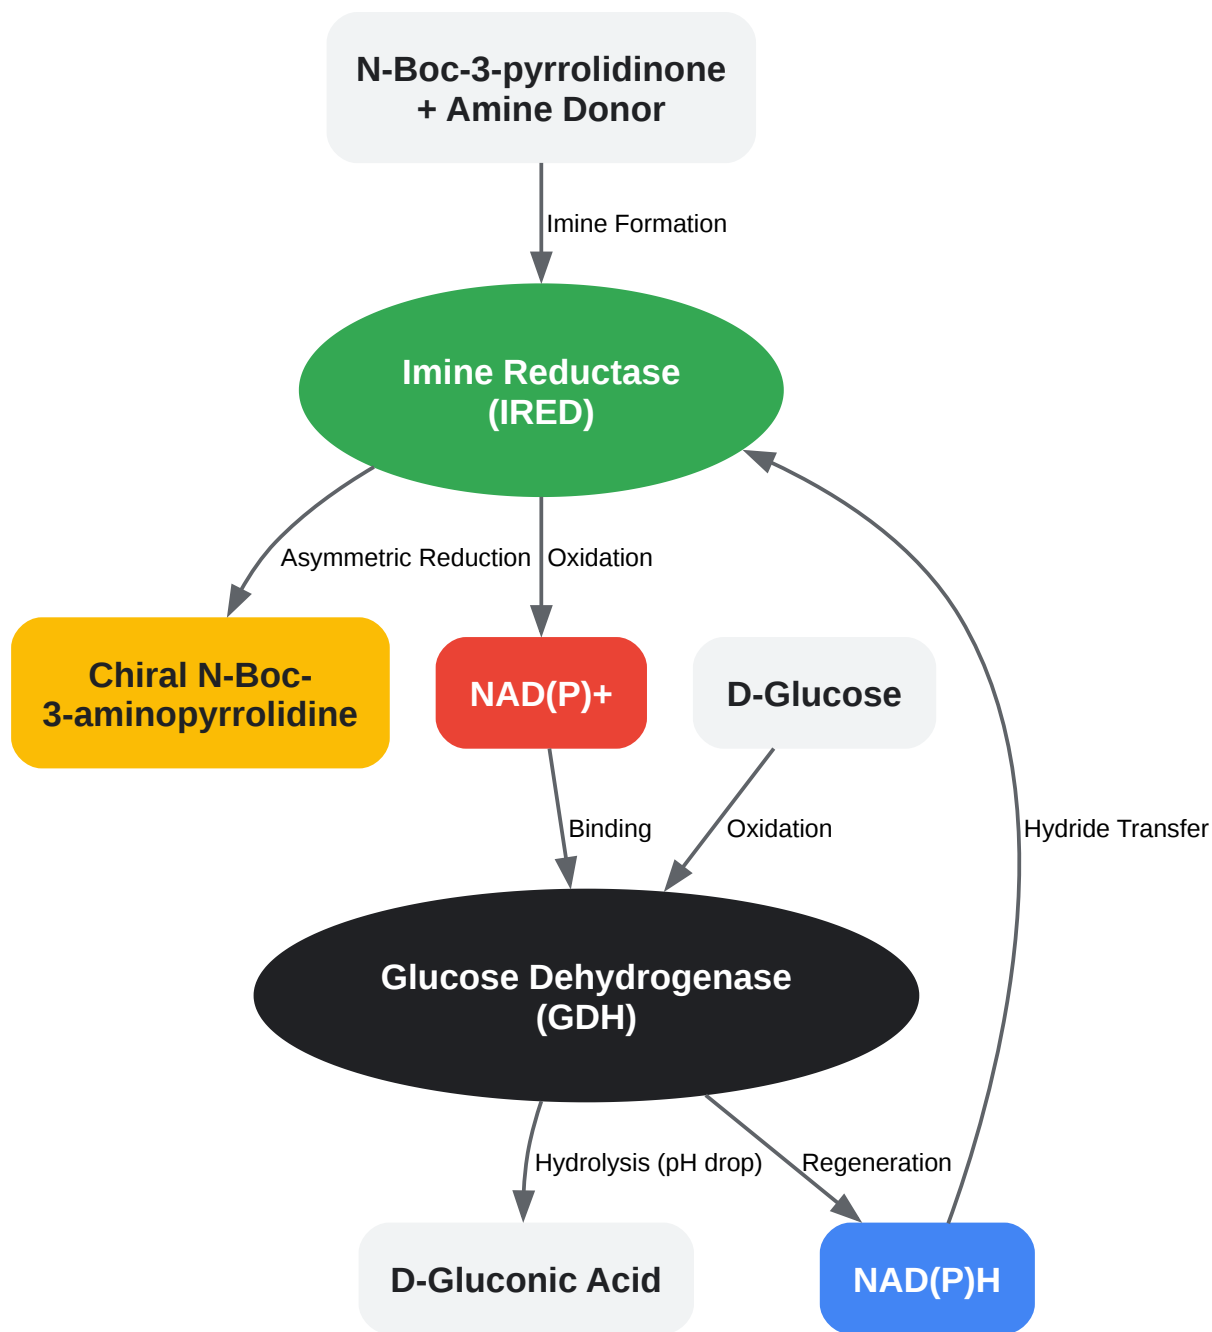 N-Boc-3-pyrrolidinone
+ Amine Donor
Imine Formation
Imine Reductase
(IRED)
Asymmetric Reduction
Oxidation
Chiral N-Boc-
3-aminopyrrolidine
NAD(P)+
D-Glucose
Binding
Oxidation
Hydride Transfer
Glucose Dehydrogenase
(GDH)
Hydrolysis (pH drop)
Regeneration
D-Gluconic Acid
NAD(P)H